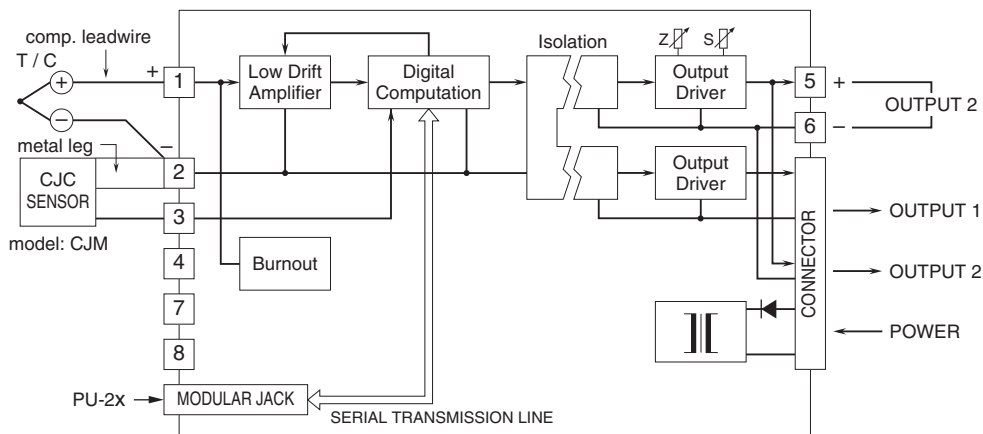 comp. leadwire
T / C
+
–
+
–
metal leg
CJC
SENSOR
model: CJM
1
2
3
4
7
8
Low Drift
Amplifier
Digital
Computation
Burnout
Isolation
Z
S
Output
Driver
Output
Driver
5
6
+
–
OUTPUT 2
CONNECTOR
OUTPUT 1
OUTPUT 2
POWER
PU-2x
MODULAR JACK
SERIAL TRANSMISSION LINE